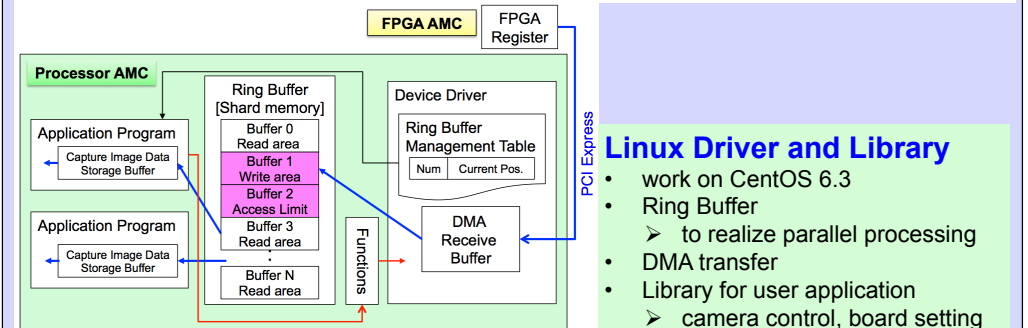 FPGA AMC
FPGA
Register
Processor AMC
Ring Buffer
[Shard memory]
Buffer 0
Read area
Buffer 1
Write area
Buffer 2
Access Limit
Buffer 3
Read area
.
.
Buffer N
Read area
Application Program
Capture Image Data
Storage Buffer
Application Program
Capture Image Data
Storage Buffer
Functions
Device Driver
Ring Buffer
Management Table
Num Current Pos.
DMA
Receive
Buffer
PCI Express
Linux Driver and Library
• work on CentOS 6.3
• Ring Buffer
➢ to realize parallel processing
• DMA transfer
• Library for user application
➢ camera control, board setting